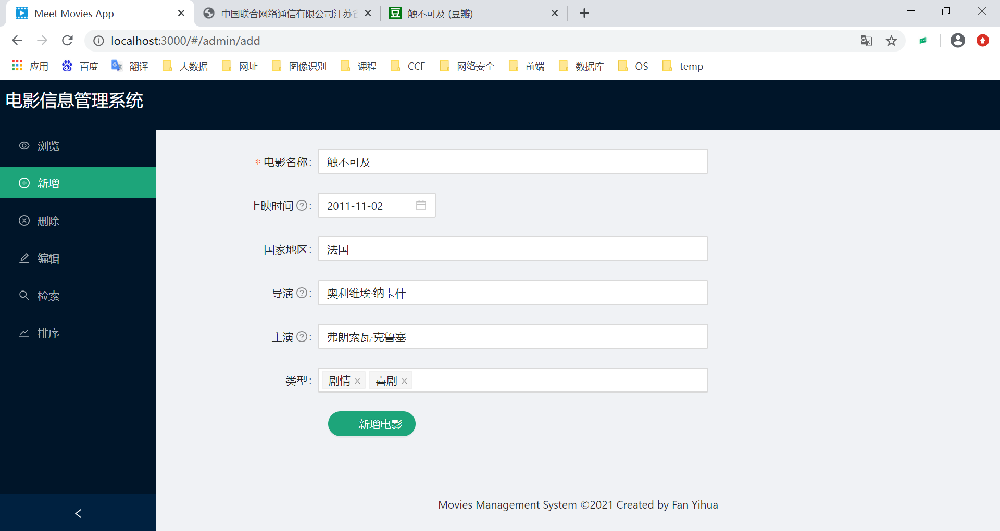 Meet Movies App
中国联合网络通信有限公司江苏省
触不可及 (豆瓣)
localhost:3000/#/admin/add
应用 百度 翻译 大数据 网址 图像识别 课程 CCF 网络安全 前端 数据库 OS temp
电影信息管理系统
浏览
新增
删除
编辑
检索
排序
* 电影名称: 触不可及
上映时间 ? : 2011-11-02
国家地区: 法国
导演 ? : 奥利维埃·纳卡什
主演 ? : 弗朗索瓦·克鲁塞
类型: 剧情 × 喜剧 ×
+ 新增电影
Movies Management System ©2021 Created by Fan Yihua